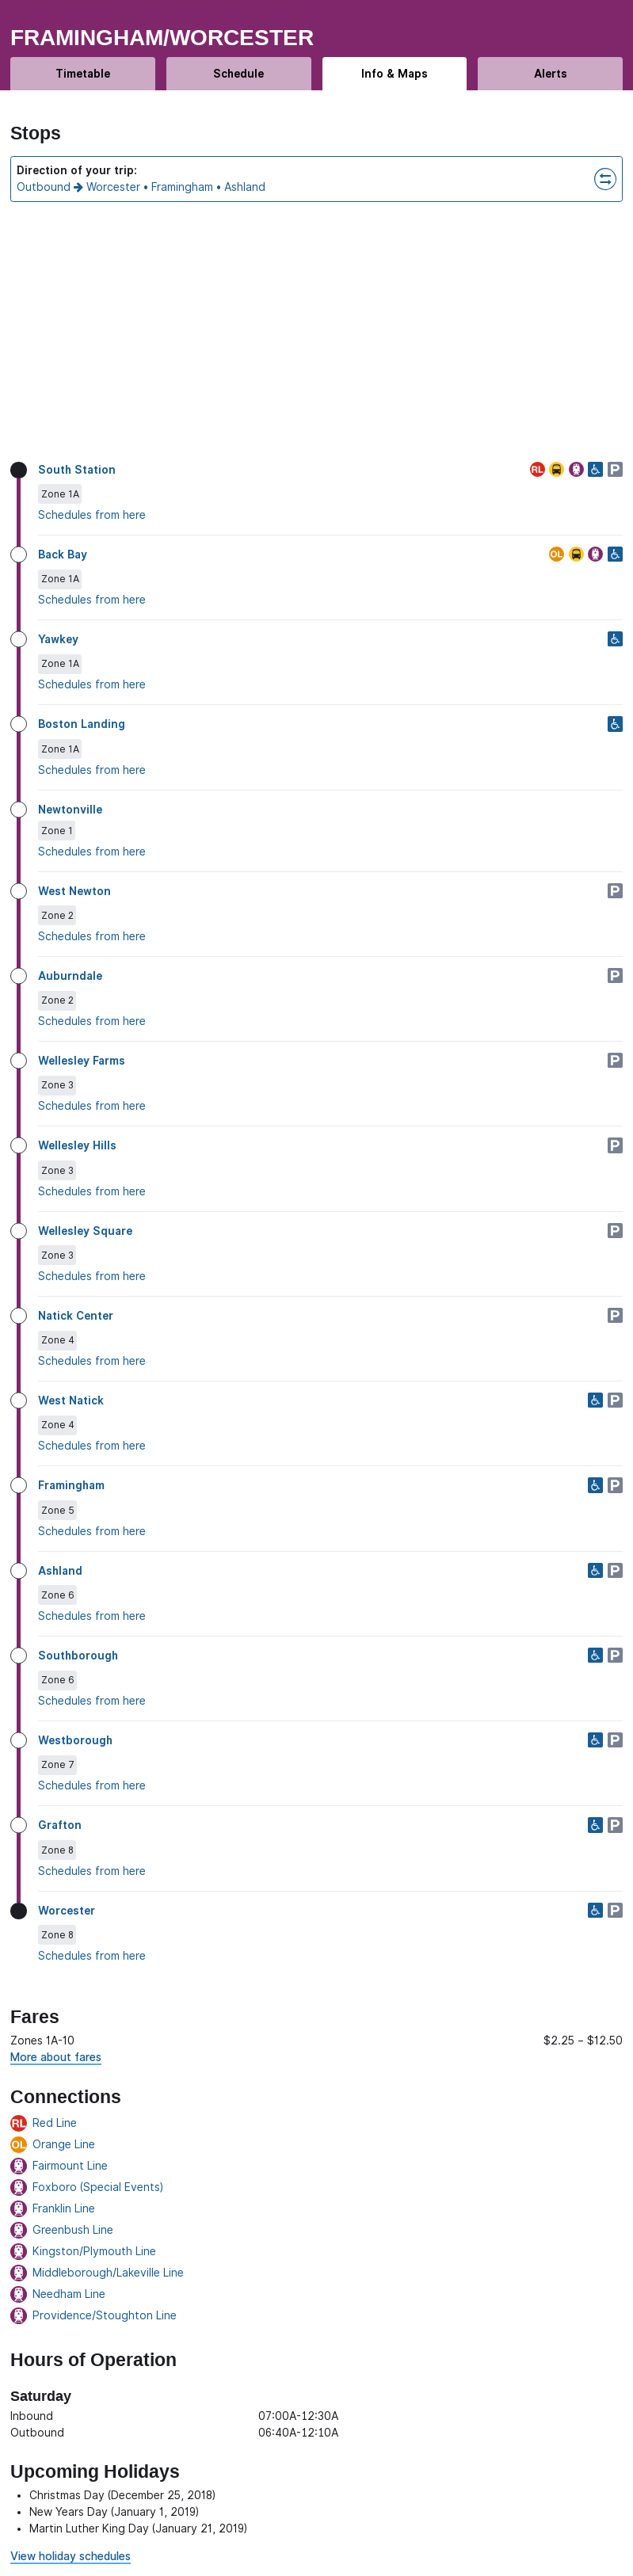 FRAMINGHAM/WORCESTER
Timetable
Schedule
Info & Maps
Alerts
Stops
Direction of your trip:
Outbound → Worcester • Framingham • Ashland
South Station
RL
P
Zone 1A
Schedules from here
Back Bay
OL
Zone 1A
Schedules from here
Yawkey
Zone 1A
Schedules from here
Boston Landing
Zone 1A
Schedules from here
Newtonville
Zone 1
Schedules from here
West Newton
P
Zone 2
Schedules from here
Auburndale
P
Zone 2
Schedules from here
Wellesley Farms
P
Zone 3
Schedules from here
Wellesley Hills
P
Zone 3
Schedules from here
Wellesley Square
P
Zone 3
Schedules from here
Natick Center
P
Zone 4
Schedules from here
West Natick
P
Zone 4
Schedules from here
Framingham
P
Zone 5
Schedules from here
Ashland
P
Zone 6
Schedules from here
Southborough
P
Zone 6
Schedules from here
Westborough
P
Zone 7
Schedules from here
Grafton
P
Zone 8
Schedules from here
Worcester
P
Zone 8
Schedules from here
Fares
Zones 1A-10 $2.25 – $12.50
More about fares
Connections
RL Red Line
OL Orange Line
Fairmount Line
Foxboro (Special Events)
Franklin Line
Greenbush Line
Kingston/Plymouth Line
Middleborough/Lakeville Line
Needham Line
Providence/Stoughton Line
Hours of Operation
Saturday
Inbound 07:00A-12:30A
Outbound 06:40A-12:10A
Upcoming Holidays
• Christmas Day (December 25, 2018)
• New Years Day (January 1, 2019)
• Martin Luther King Day (January 21, 2019)
View holiday schedules